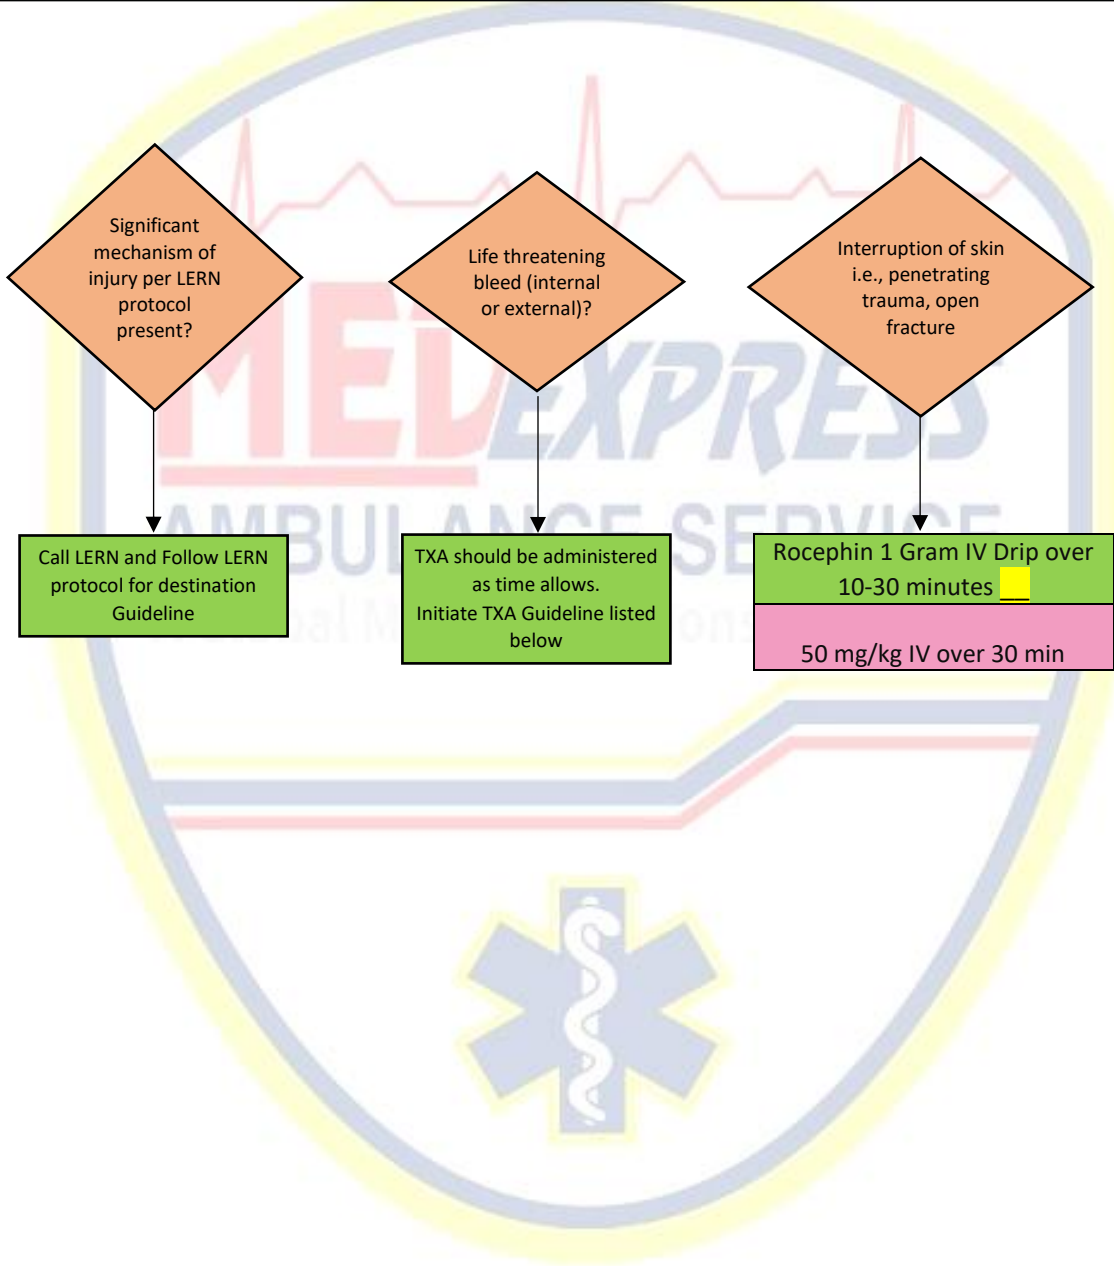 Significant
mechanism of
injury per LERN
protocol
present?
Life threatening
bleed (internal
or external)?
Interruption of skin
i.e., penetrating
trauma, open
fracture
Call LERN and Follow LERN
protocol for destination
Guideline
TXA should be administered
as time allows.
Initiate TXA Guideline listed
below
Rocephin 1 Gram IV Drip over
10-30 minutes __
50 mg/kg IV over 30 min
MEDEXPRESS
AMBULANCE SERVICE